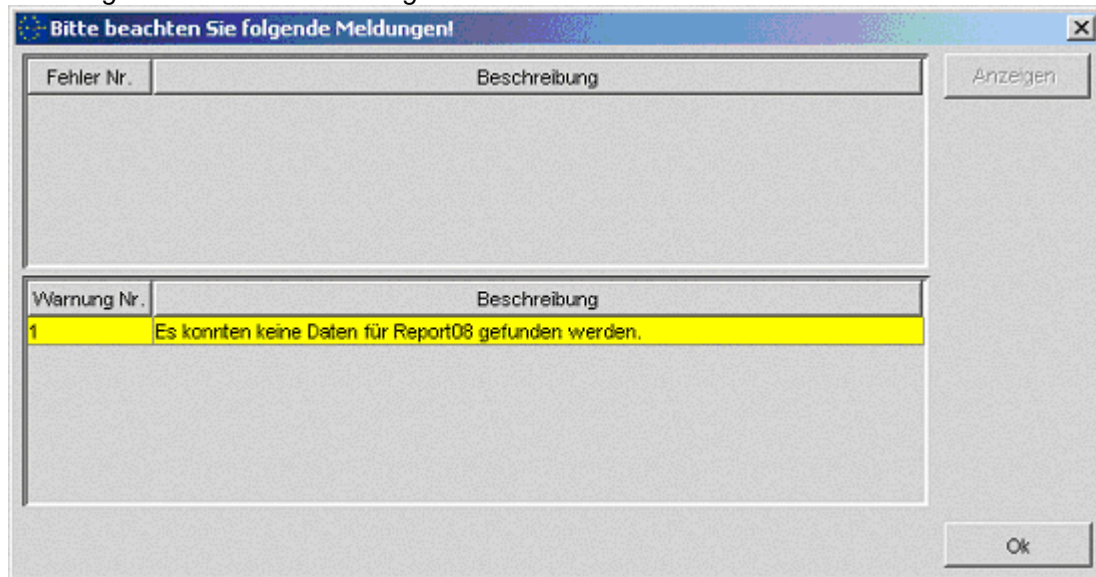 Bitte beachten Sie folgende Meldungen!
Fehler Nr. Beschreibung Anzeigen
Warnung Nr. Beschreibung
1 Es konnten keine Daten für Report08 gefunden werden.
Ok